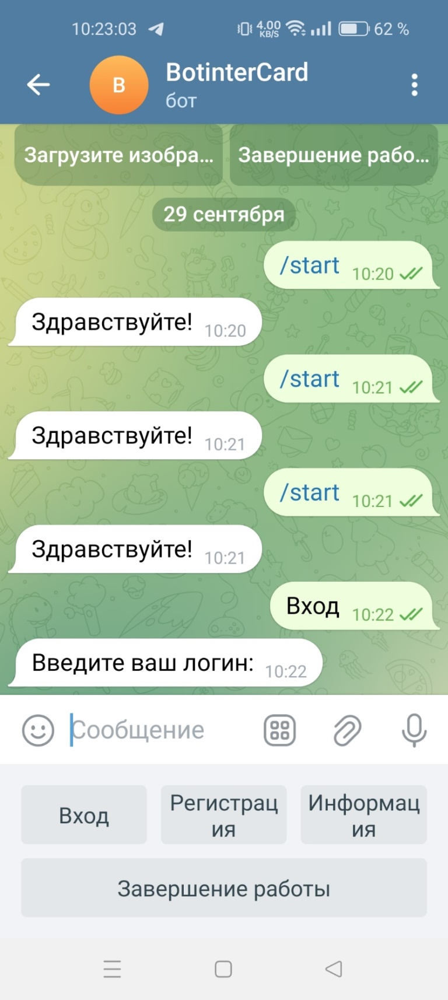 10:23:03 4.00 KB/S 62 %
B BotinterCard
бот
Загрузите изобра... Завершение рабо...
29 сентября
/start 10:20
Здравствуйте! 10:20
/start 10:21
Здравствуйте! 10:21
/start 10:21
Здравствуйте! 10:21
Вход 10:22
Введите ваш логин: 10:22
Сообщение
Вход
Регистрац
ия
Информац
ия
Завершение работы